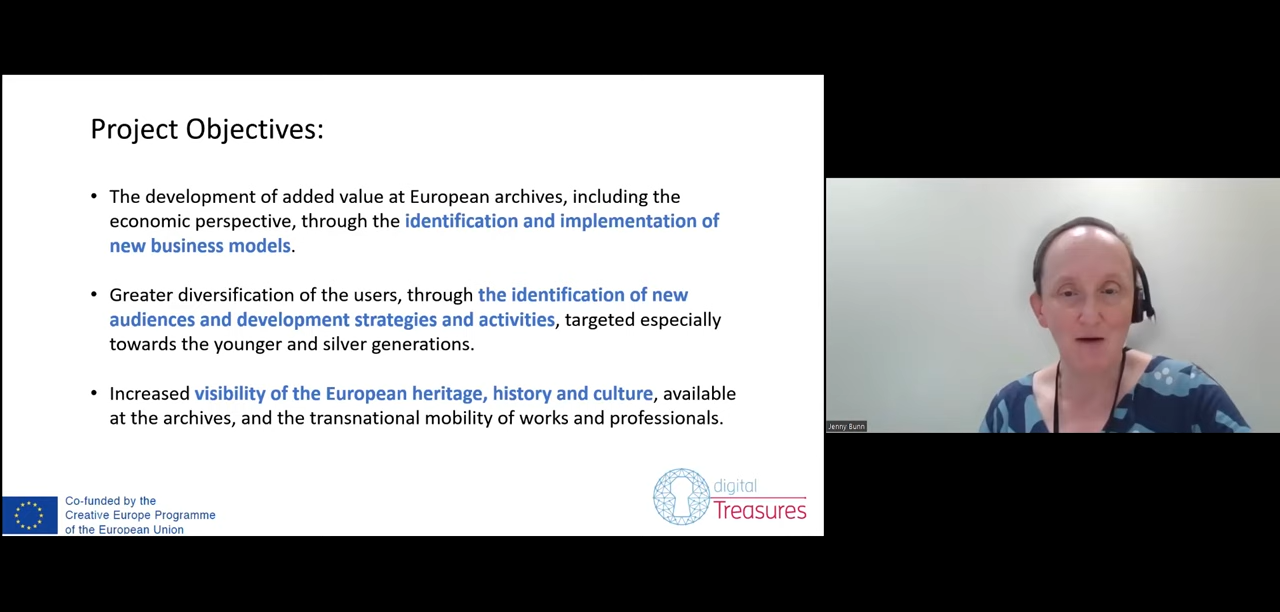 Project Objectives:
• The development of added value at European archives, including the
economic perspective, through the identification and implementation of
new business models.
• Greater diversification of the users, through the identification of new
audiences and development strategies and activities, targeted especially
towards the younger and silver generations.
• Increased visibility of the European heritage, history and culture, available
at the archives, and the transnational mobility of works and professionals.
Co-funded by the
Creative Europe Programme
of the European Union
digital
Treasures
Jenny Bunn